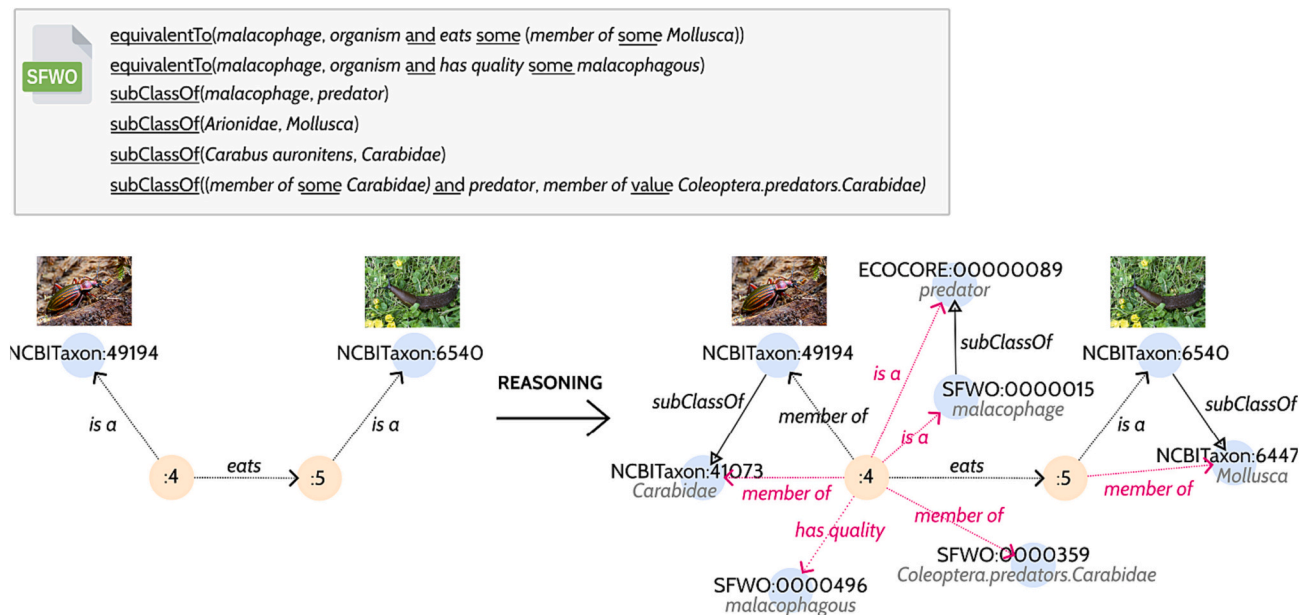 SFWO
equivalentTo(malacophage, organism and eats some (member of some Mollusca))
equivalentTo(malacophage, organism and has quality some malacophagous)
subClassOf(malacophage, predator)
subClassOf(Arionidae, Mollusca)
subClassOf(Carabus auronitens, Carabidae)
subClassOf((member of some Carabidae) and predator, member of value Coleoptera.predators.Carabidae)
NCBITaxon:49194
NCBITaxon:6540
is a
is a
:4
eats
:5
REASONING
ECOCORE:00000089
predator
NCBITaxon:49194
NCBITaxon:6540
subClassOf
is a
SFWO:0000015
malacophage
subClassOf
member of
is a
is a
subClassOf
NCBITaxon:41073
Carabidae
member of
:4
eats
:5
member of
NCBITaxon:6447
Mollusca
has quality
member of
SFWO:0000359
Coleoptera.predators.Carabidae
SFWO:0000496
malacophagous